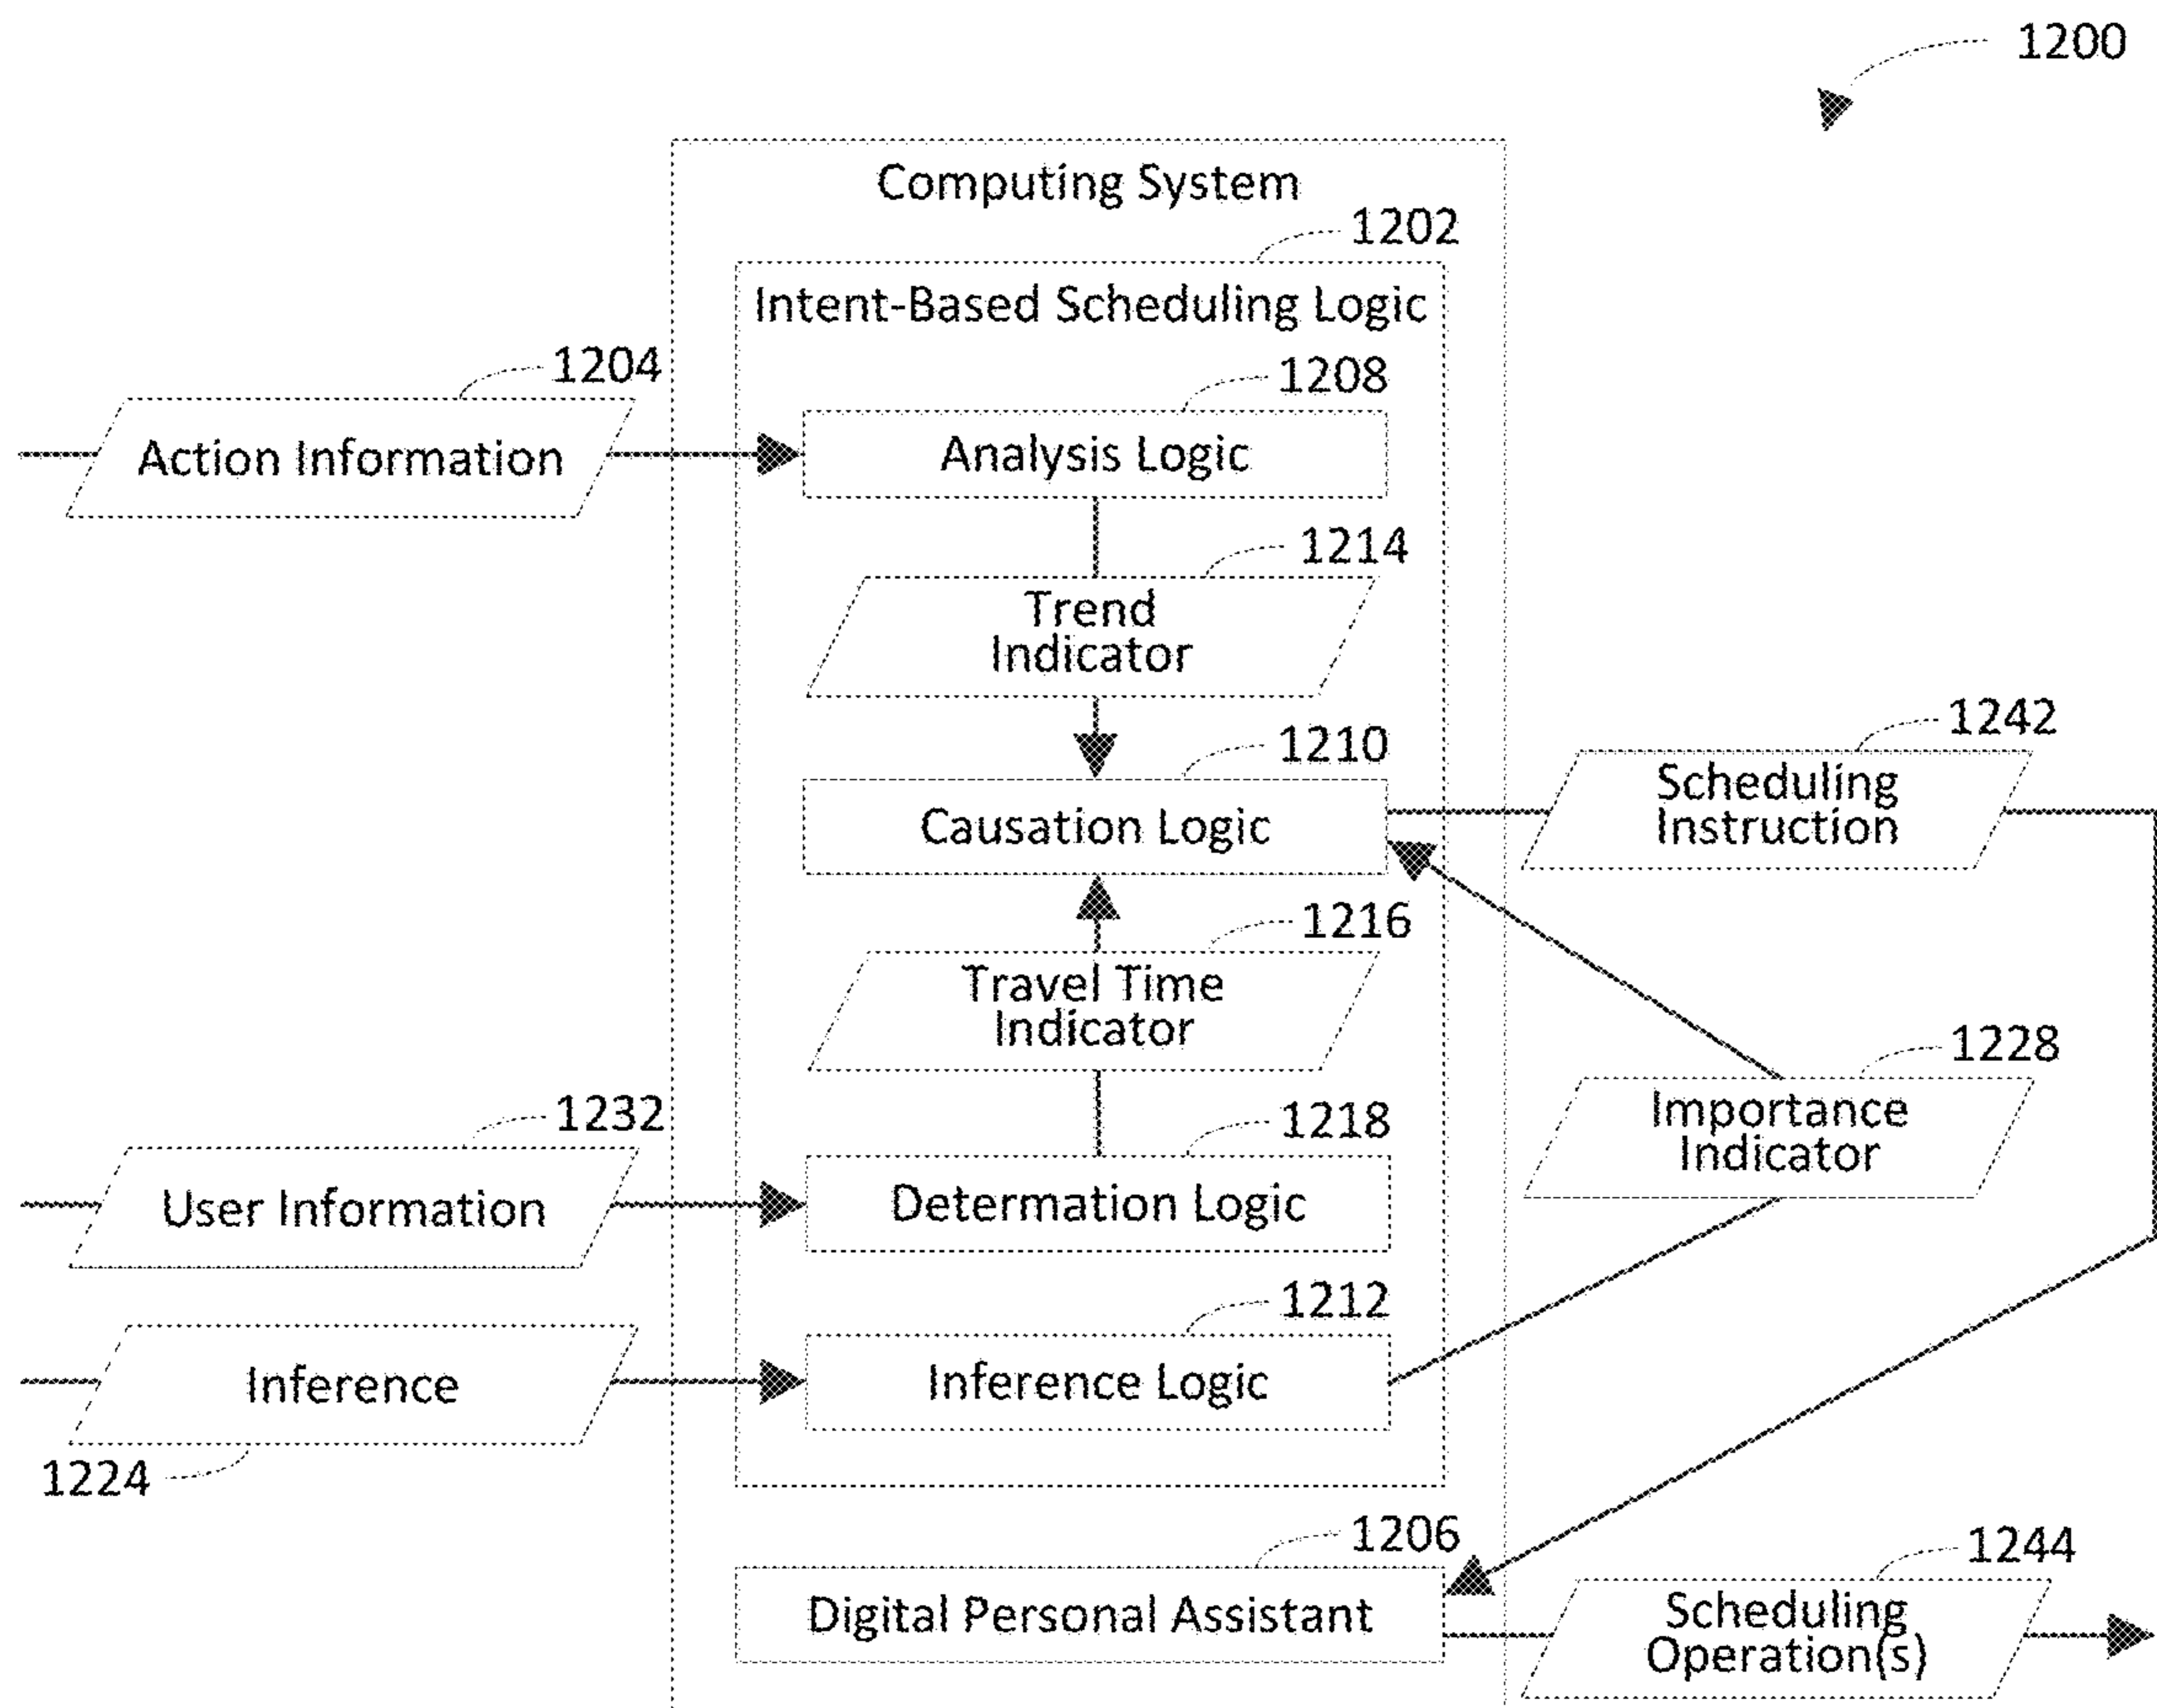 1200
Computing System
1202
Intent-Based Scheduling Logic
1204
1208
Action Information
Analysis Logic
1214
Trend
Indicator
1242
1210
Scheduling
Instruction
Causation Logic
1216
Travel Time
Indicator
1228
Importance
Indicator
1232
1218
User Information
Determation Logic
1212
Inference
Inference Logic
1224
1206
1244
Digital Personal Assistant
Scheduling
Operation(s)